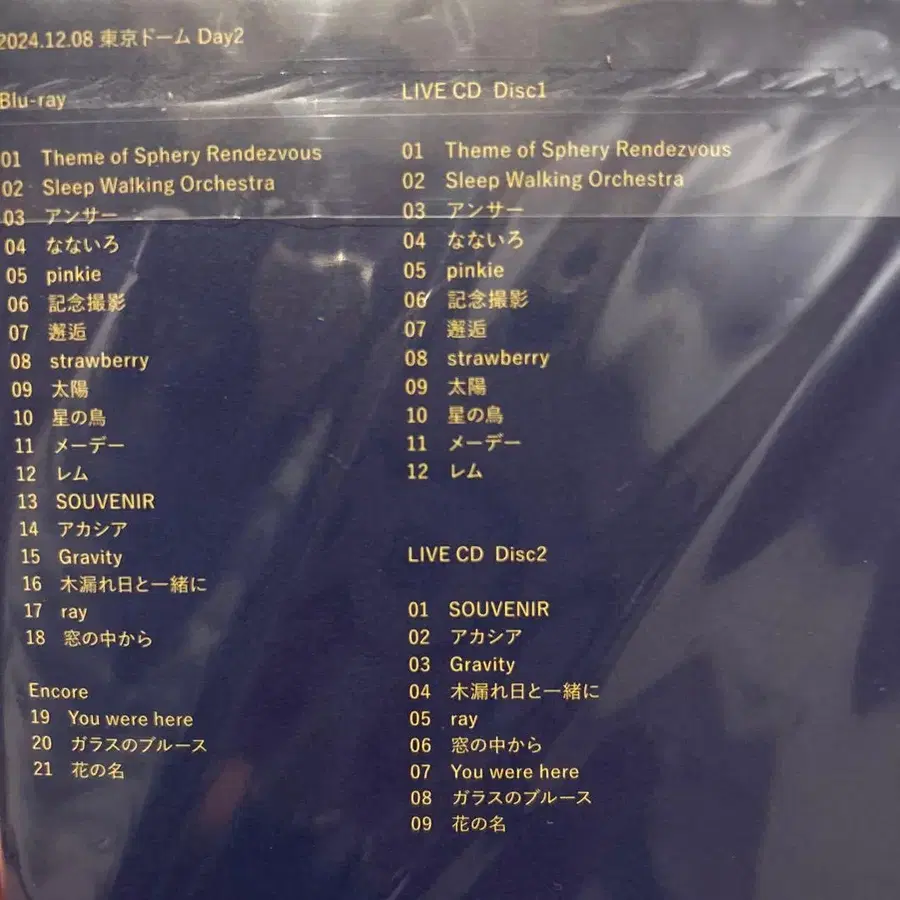 2024.12.08 東京ドーム Day2
Blu-ray
01 Theme of Sphery Rendezvous
02 Sleep Walking Orchestra
03 アンサー
04 なないろ
05 pinkie
06 記念撮影
07 邂逅
08 strawberry
09 太陽
10 星の鳥
11 メーデー
12 レム
13 SOUVENIR
14 アカシア
15 Gravity
16 木漏れ日と一緒に
17 ray
18 窓の中から
Encore
19 You were here
20 ガラスのブルース
21 花の名
LIVE CD Disc1
01 Theme of Sphery Rendezvous
02 Sleep Walking Orchestra
03 アンサー
04 なないろ
05 pinkie
06 記念撮影
07 邂逅
08 strawberry
09 太陽
10 星の鳥
11 メーデー
12 レム
LIVE CD Disc2
01 SOUVENIR
02 アカシア
03 Gravity
04 木漏れ日と一緒に
05 ray
06 窓の中から
07 You were here
08 ガラスのブルース
09 花の名